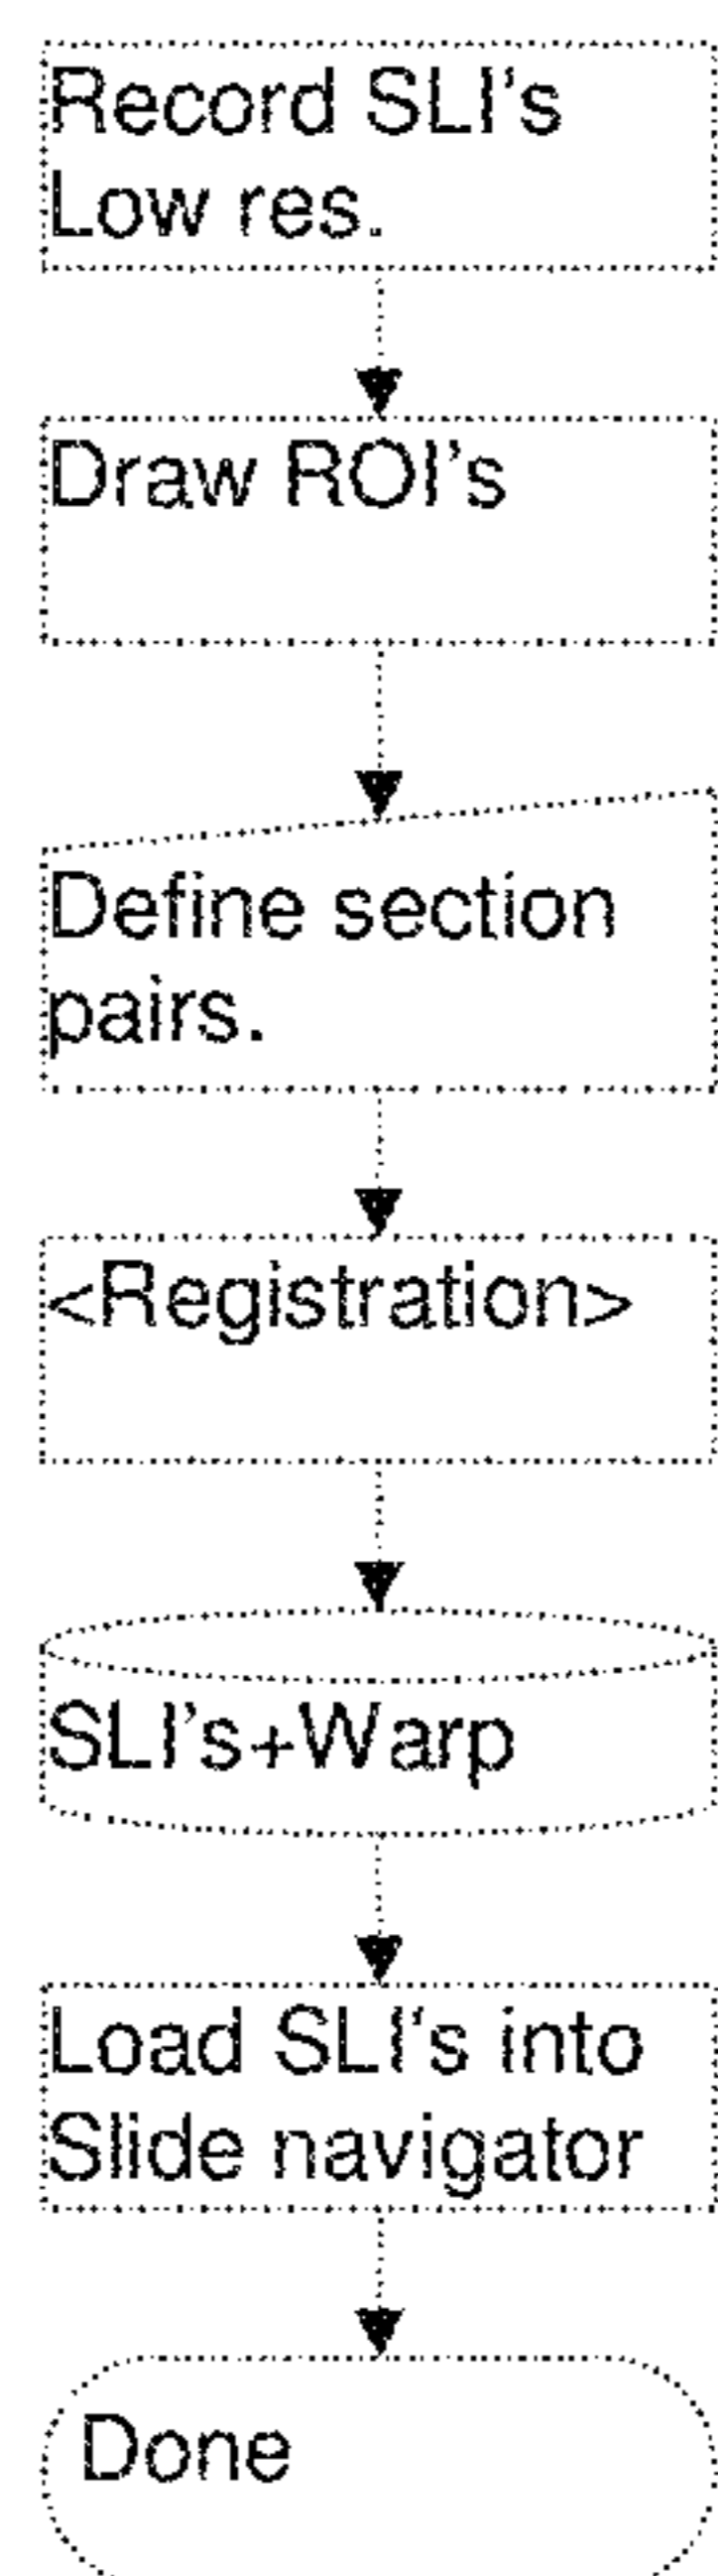 Record SLI's
Low res.
Draw ROI's
Define section
pairs.
<Registration>
SLI's+Warp
Load SLI's into
Slide navigator
Done